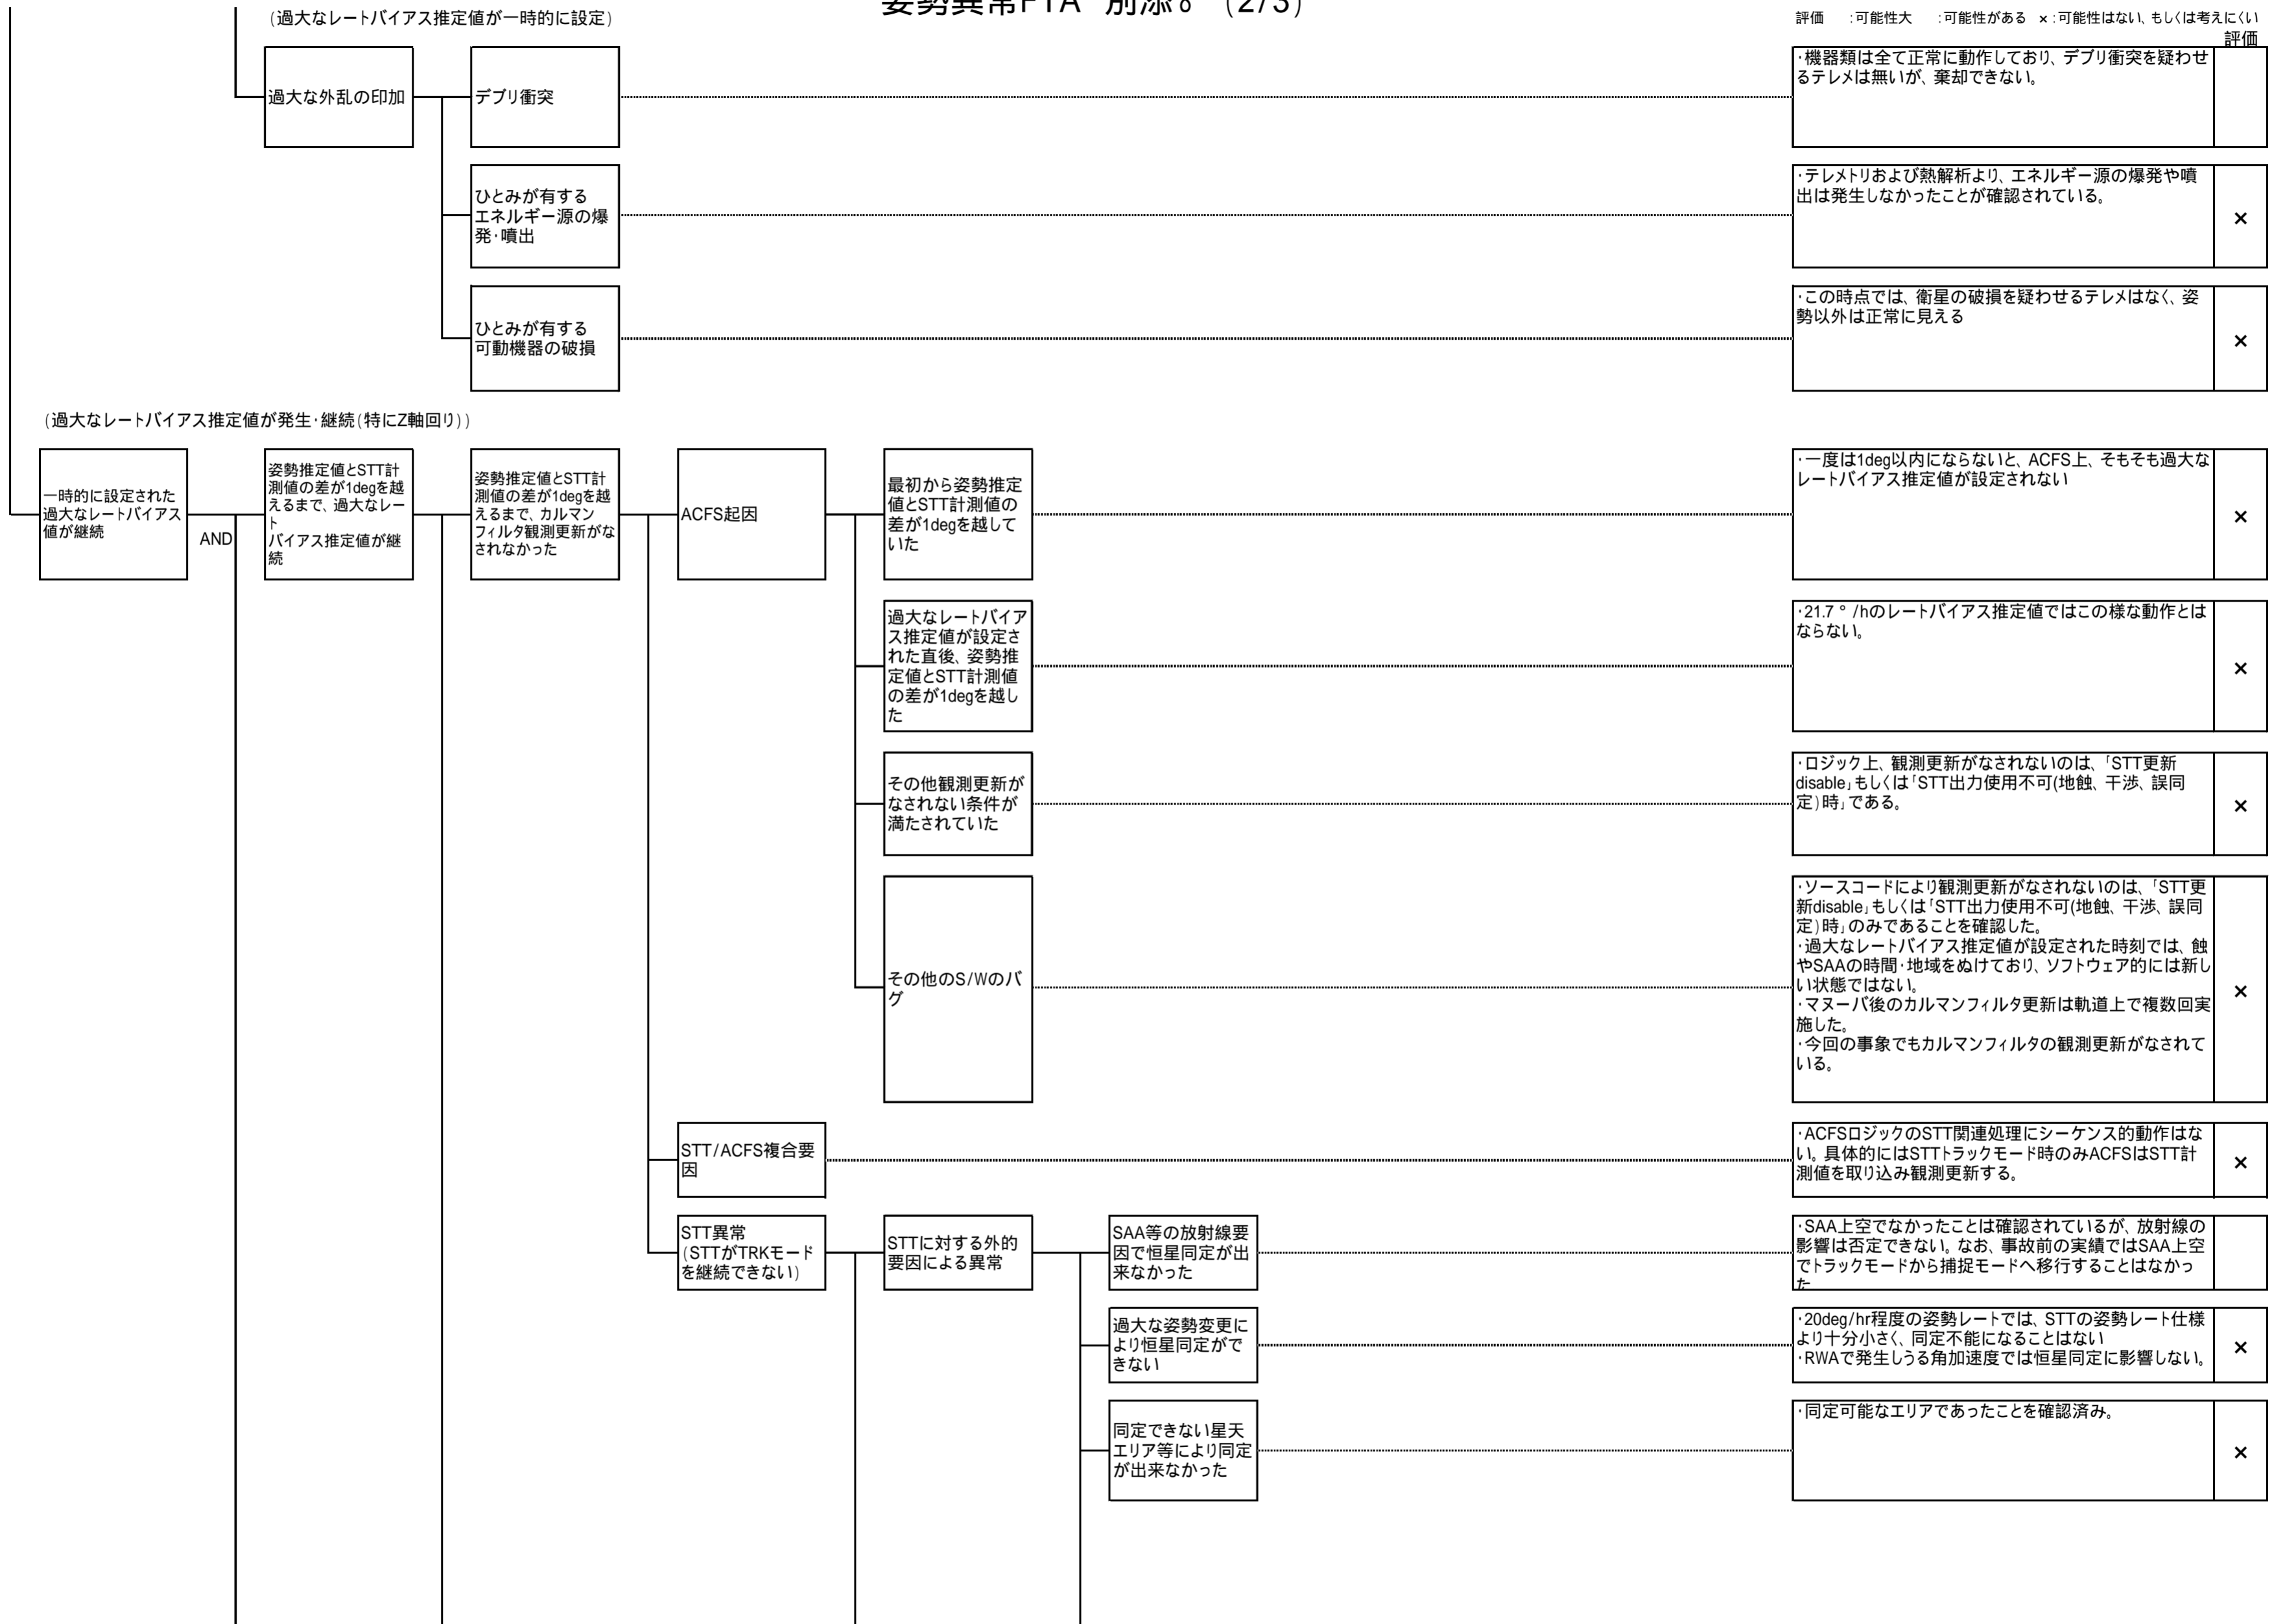 姿勢異常FTA 別添8 (2/3)
(過大なレートバイアス推定値が一時的に設定)
評価 :可能性大 :可能性がある ×:可能性はない、もしくは考えにくい
評価
過大な外乱の印加
デブリ衝突
・機器類は全て正常に動作しており、デブリ衝突を疑わせ
るテレメは無いが、棄却できない。
ひとみが有する
エネルギー源の爆
発・噴出
・テレメトリおよび熱解析より、エネルギー源の爆発や噴
出は発生しなかったことが確認されている。
×
ひとみが有する
可動機器の破損
・この時点では、衛星の破損を疑わせるテレメはなく、姿
勢以外は正常に見える
×
(過大なレートバイアス推定値が発生・継続(特にZ軸回り))
一時的に設定された
過大なレートバイアス
値が継続
AND
姿勢推定値とSTT計
測値の差が1degを越
えるまで、過大なレー
ト
バイアス推定値が継
続
姿勢推定値とSTT計
測値の差が1degを越
えるまで、カルマン
フィルタ観測更新がな
されなかった
ACFS起因
最初から姿勢推定
値とSTT計測値の
差が1degを越して
いた
・一度は1deg以内にならないと、ACFS上、そもそも過大な
レートバイアス推定値が設定されない
×
過大なレートバイア
ス推定値が設定さ
れた直後、姿勢推
定値とSTT計測値
の差が1degを越し
た
・21.7°/hのレートバイアス推定値ではこの様な動作とは
ならない。
×
その他観測更新が
なされない条件が
満たされていた
・ロジック上、観測更新がなされないのは、「STT更新
disable」もしくは「STT出力使用不可(地蝕、干渉、誤同
定)時」である。
×
その他のS/Wのバ
グ
・ソースコードにより観測更新がなされないのは、「STT更
新disable」もしくは「STT出力使用不可(地蝕、干渉、誤同
定)時」のみであることを確認した。
・過大なレートバイアス推定値が設定された時刻では、蝕
やSAAの時間・地域をぬけており、ソフトウェア的には新し
い状態ではない。
・マヌーバ後のカルマンフィルタ更新は軌道上で複数回実
施した。
・今回の事象でもカルマンフィルタの観測更新がなされて
いる。
×
STT/ACFS複合要
因
・ACFSロジックのSTT関連処理にシーケンス的動作はな
い。具体的にはSTTトラックモード時のみACFSはSTT計
測値を取り込み観測更新する。
×
STT異常
(STTがTRKモード
を継続できない)
STTに対する外的
要因による異常
SAA等の放射線要
因で恒星同定が出
来なかった
・SAA上空でなかったことは確認されているが、放射線の
影響は否定できない。なお、事故前の実績ではSAA上空
でトラックモードから捕捉モードへ移行することはなかっ
た
過大な姿勢変更に
より恒星同定がで
きない
・20deg/hr程度の姿勢レートでは、STTの姿勢レート仕様
より十分小さく、同定不能になることはない
・RWAで発生しうる角加速度では恒星同定に影響しない。
×
同定できない星天
エリア等により同定
が出来なかった
・同定可能なエリアであったことを確認済み。
×